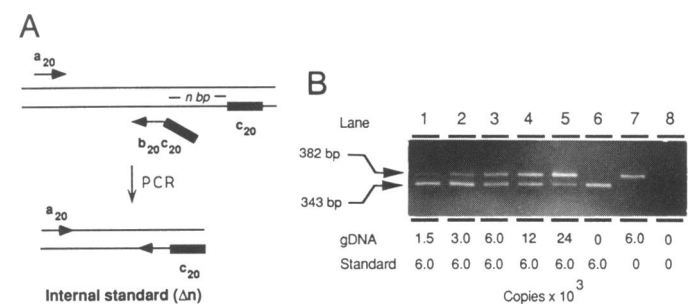 A
a20
n bp
c20
b20 c20
PCR
a20
c20
Internal standard (Δn)
B
Lane 1 2 3 4 5 6 7 8
382 bp
343 bp
gDNA 1.5 3.0 6.0 12 24 0 6.0 0
Standard 6.0 6.0 6.0 6.0 6.0 6.0 0 0
Copies x 10³